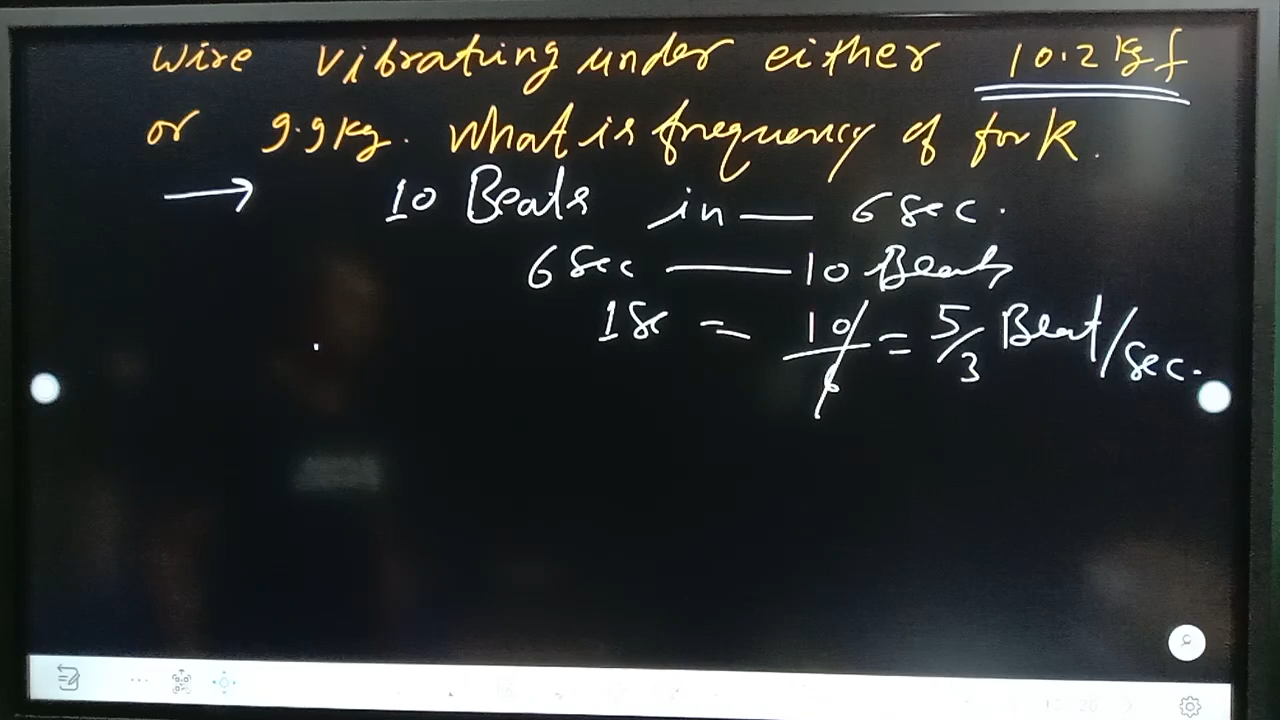 Wire vibrating under either 10.2 kgf
or 9.9 kg. What is frequency of fork.
→ 10 Beats in — 6 sec.
6 sec — 10 Beats
1 sec = 10/6 = 5/3 Beat/sec.